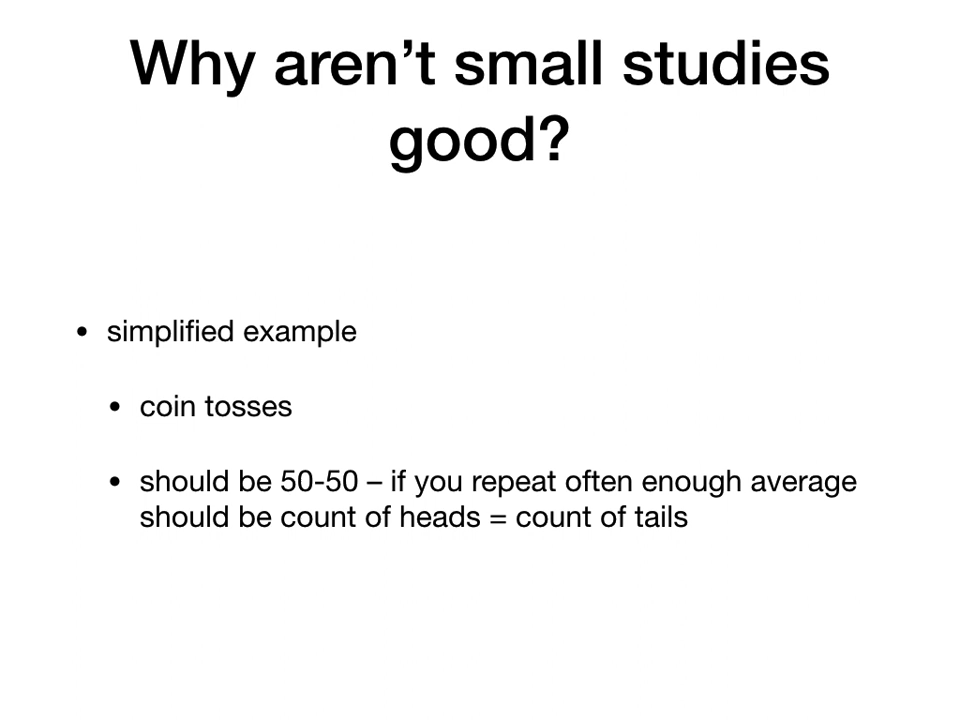 Why aren’t small studies
good?
• simplified example
• coin tosses
• should be 50-50 – if you repeat often enough average
should be count of heads = count of tails